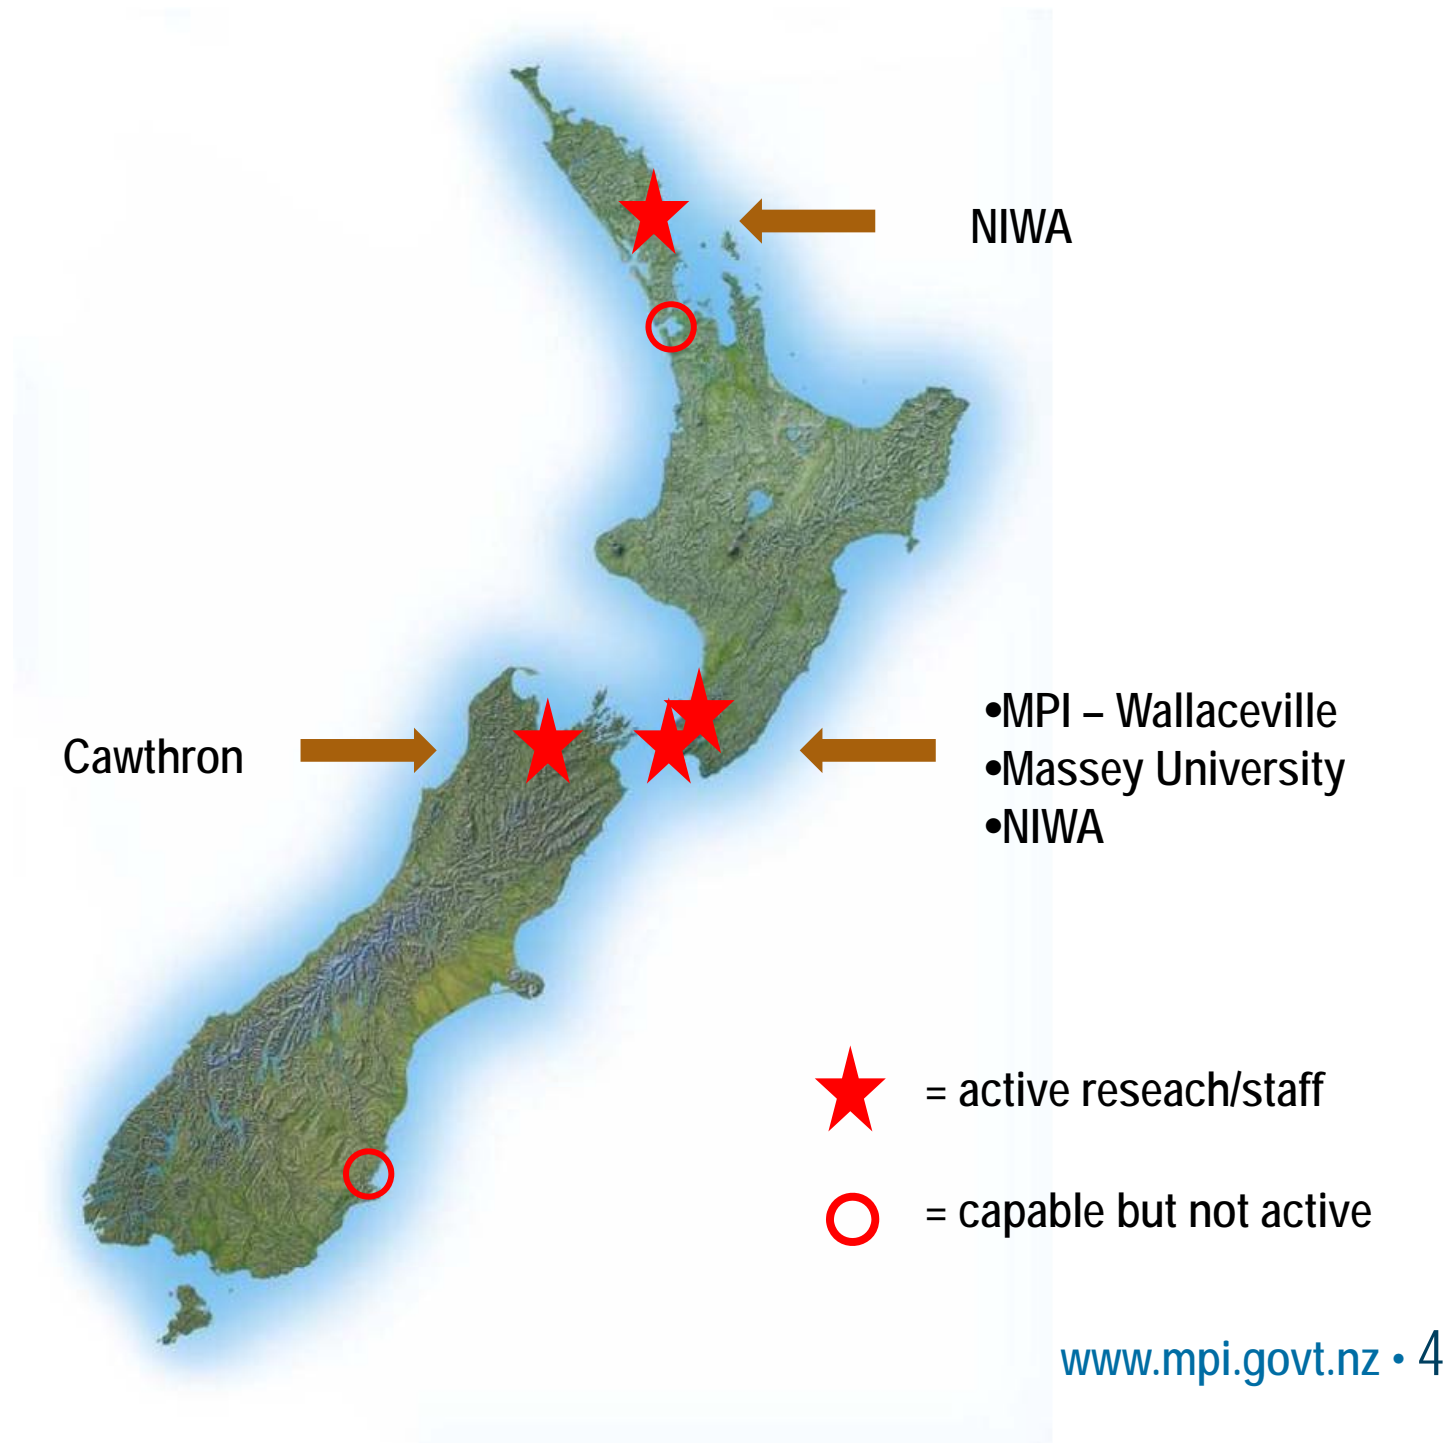 NIWA
Cawthron
•MPI – Wallaceville
•Massey University
•NIWA
= active reseach/staff
= capable but not active
www.mpi.govt.nz • 4